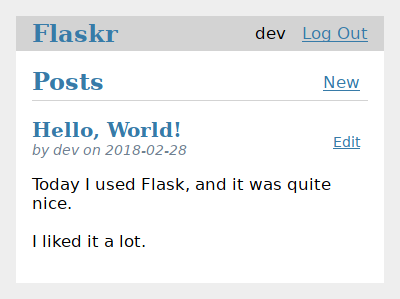 Flaskr dev Log Out
Posts New
Hello, World!
by dev on 2018-02-28
Edit
Today I used Flask, and it was quite
nice.
I liked it a lot.